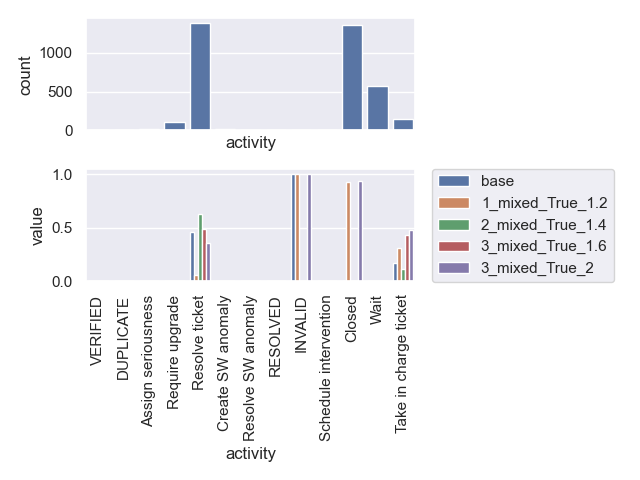 1000
500
0
count
activity
1.0
0.5
0.0
value
base
1_mixed_True_1.2
2_mixed_True_1.4
3_mixed_True_1.6
3_mixed_True_2
VERIFIED
DUPLICATE
Assign seriousness
Require upgrade
Resolve ticket
Create SW anomaly
Resolve SW anomaly
RESOLVED
INVALID
Schedule intervention
Closed
Wait
Take in charge ticket
activity